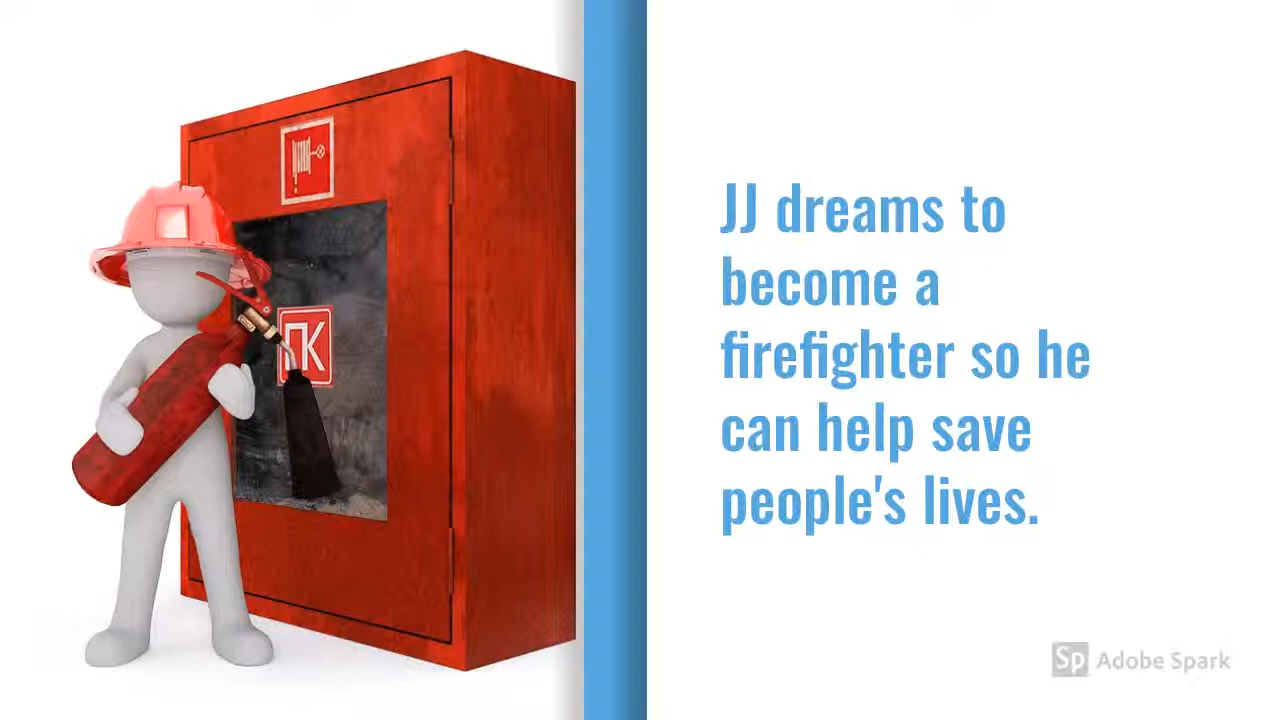 ПК
JJ dreams to
become a
firefighter so he
can help save
people's lives.
Sp Adobe Spark